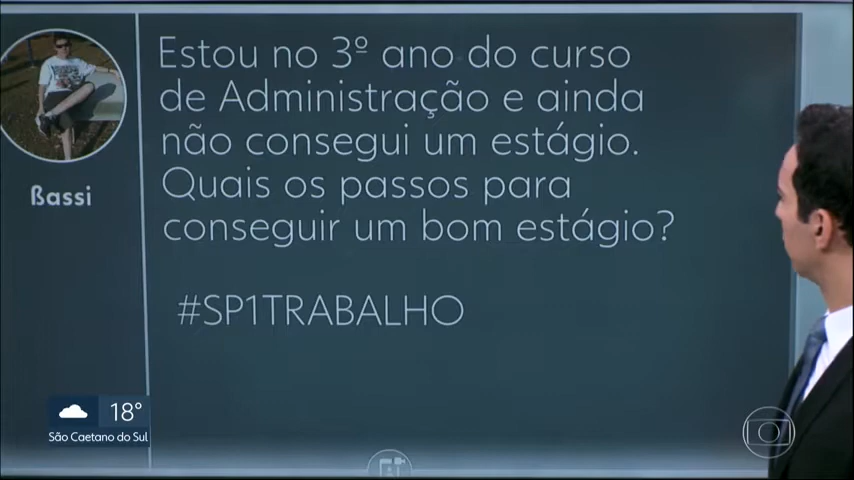 Estou no 3º ano do curso
de Administração e ainda
não consegui um estágio.
Quais os passos para
conseguir um bom estágio?
#SP1TRABALHO
ßassi
18°
São Caetano do Sul